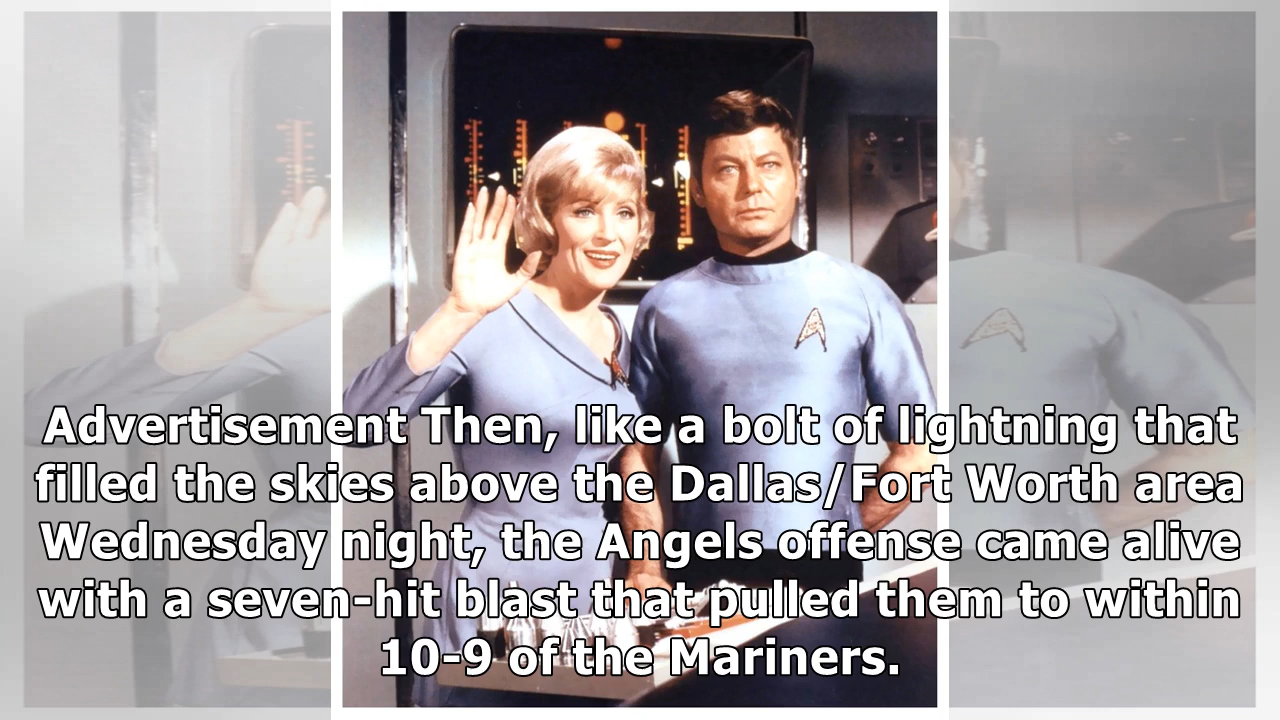 Advertisement Then, like a bolt of lightning that
filled the skies above the Dallas/Fort Worth area
Wednesday night, the Angels offense came alive
with a seven-hit blast that pulled them to within
10-9 of the Mariners.